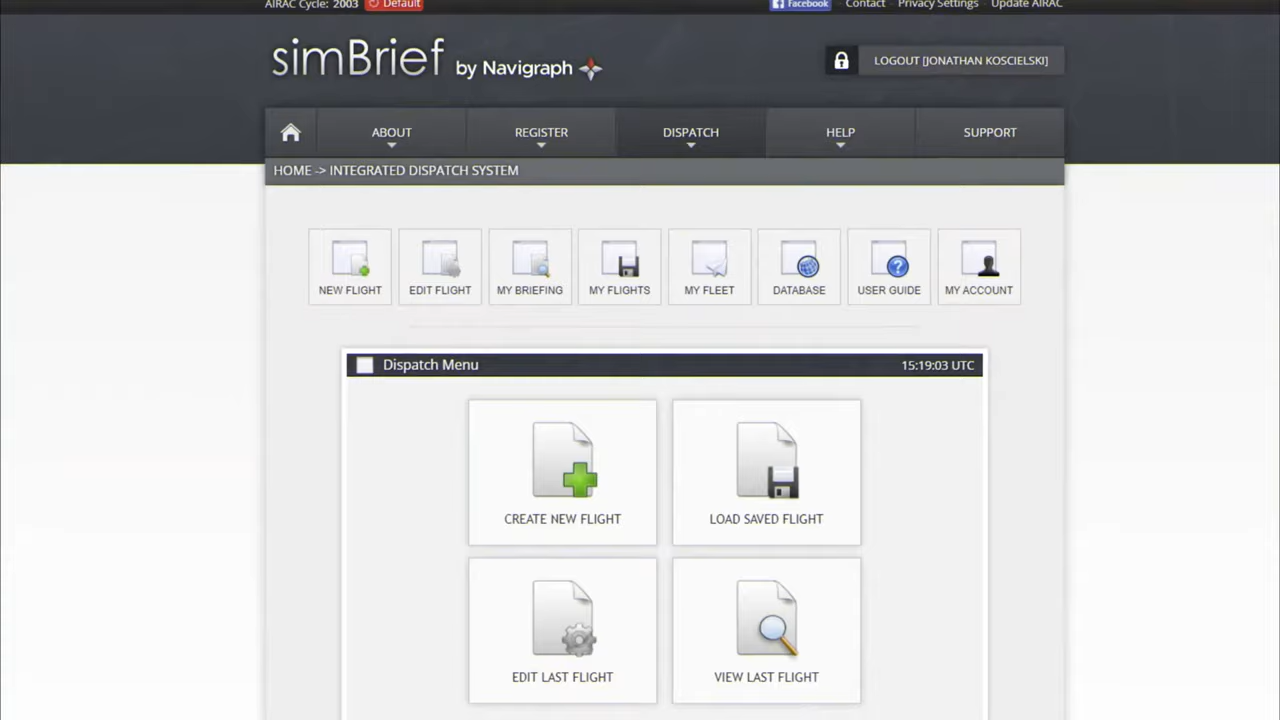 AIRAC Cycle: 2003 Default Facebook Contact Privacy Settings Update AIRAC
simBrief by Navigraph
LOGOUT [JONATHAN KOSCIELSKI]
ABOUT REGISTER DISPATCH HELP SUPPORT
HOME -> INTEGRATED DISPATCH SYSTEM
NEW FLIGHT EDIT FLIGHT MY BRIEFING MY FLIGHTS MY FLEET DATABASE USER GUIDE MY ACCOUNT
Dispatch Menu 15:19:03 UTC
CREATE NEW FLIGHT LOAD SAVED FLIGHT
EDIT LAST FLIGHT VIEW LAST FLIGHT